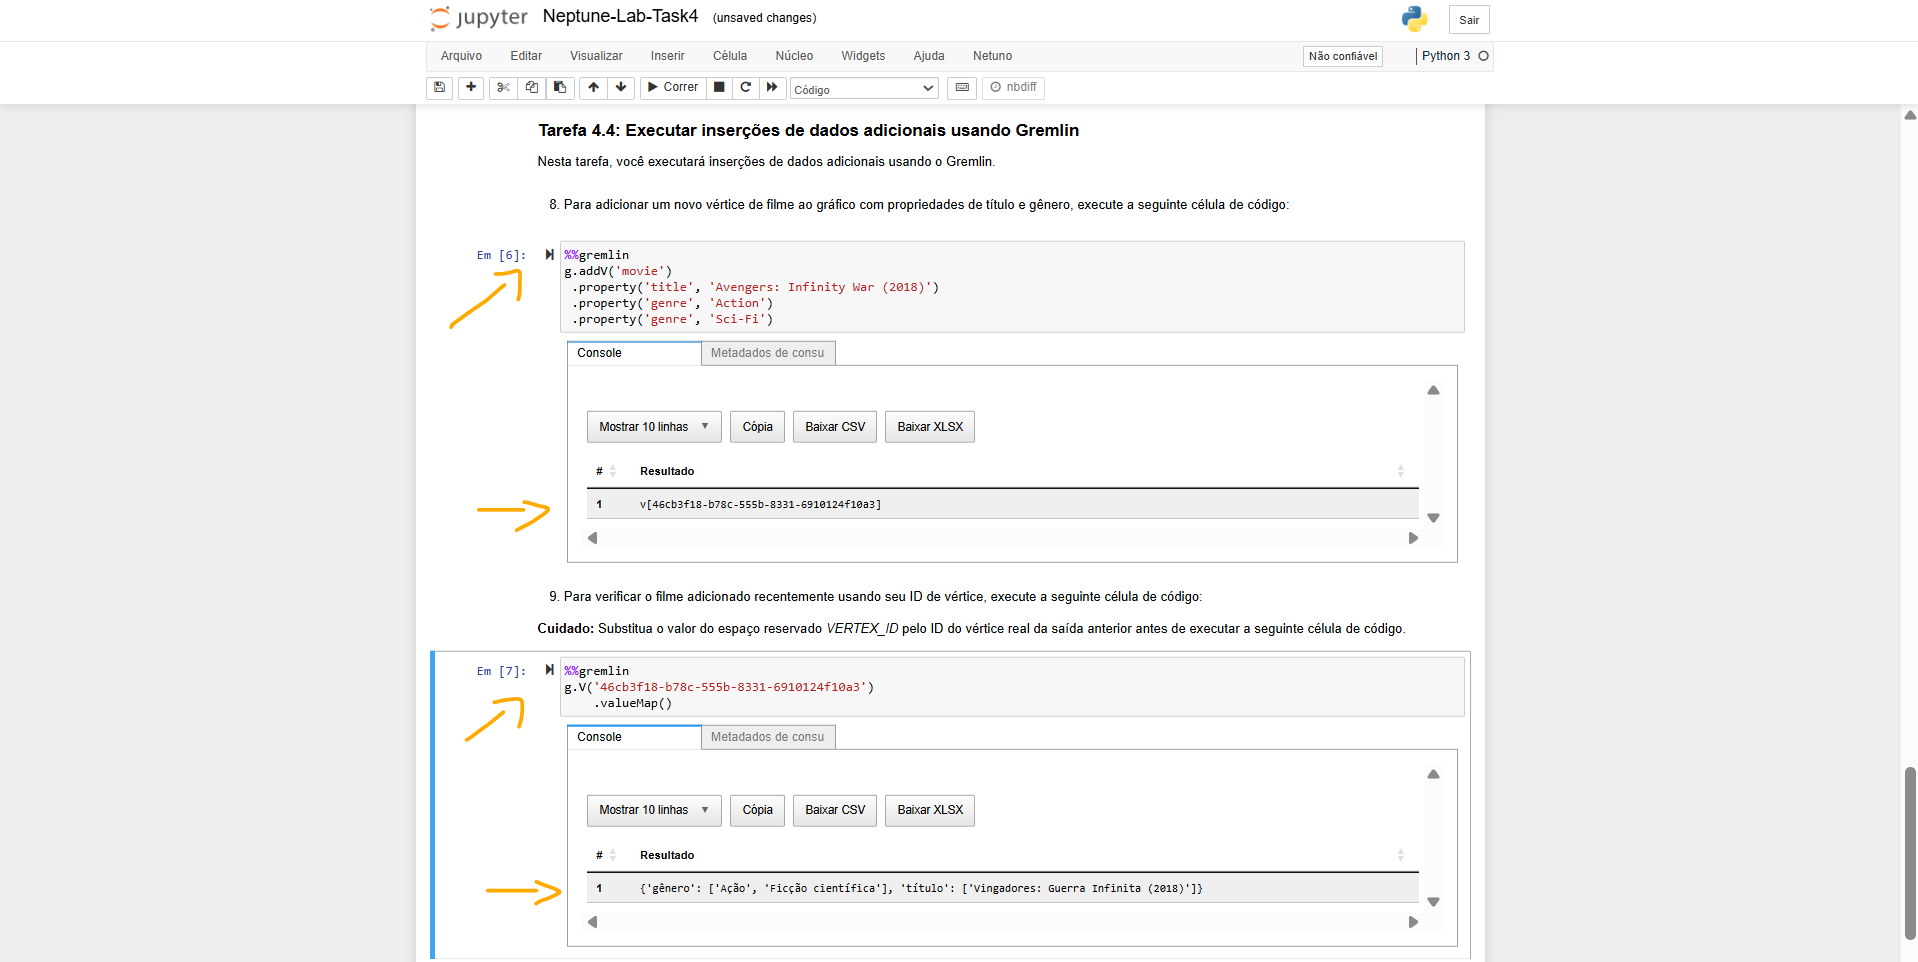 jupyter Neptune-Lab-Task4 (unsaved changes) Sair
Arquivo Editar Visualizar Inserir Célula Núcleo Widgets Ajuda Netuno Não confiável Python 3
Correr Código nbdiff
Tarefa 4.4: Executar inserções de dados adicionais usando Gremlin
Nesta tarefa, você executará inserções de dados adicionais usando o Gremlin.
8. Para adicionar um novo vértice de filme ao gráfico com propriedades de título e gênero, execute a seguinte célula de código:
Em [6]: %%gremlin
g.addV('movie')
.property('title', 'Avengers: Infinity War (2018)')
.property('genre', 'Action')
.property('genre', 'Sci-Fi')
Console Metadados de consu
Mostrar 10 linhas Cópia Baixar CSV Baixar XLSX
# Resultado
1 v[46cb3f18-b78c-555b-8331-6910124f10a3]
9. Para verificar o filme adicionado recentemente usando seu ID de vértice, execute a seguinte célula de código:
Cuidado: Substitua o valor do espaço reservado VERTEX_ID pelo ID do vértice real da saída anterior antes de executar a seguinte célula de código.
Em [7]: %%gremlin
g.V('46cb3f18-b78c-555b-8331-6910124f10a3')
.valueMap()
Console Metadados de consu
Mostrar 10 linhas Cópia Baixar CSV Baixar XLSX
# Resultado
1 {'gênero': ['Ação', 'Ficção científica'], 'título': ['Vingadores: Guerra Infinita (2018)']}